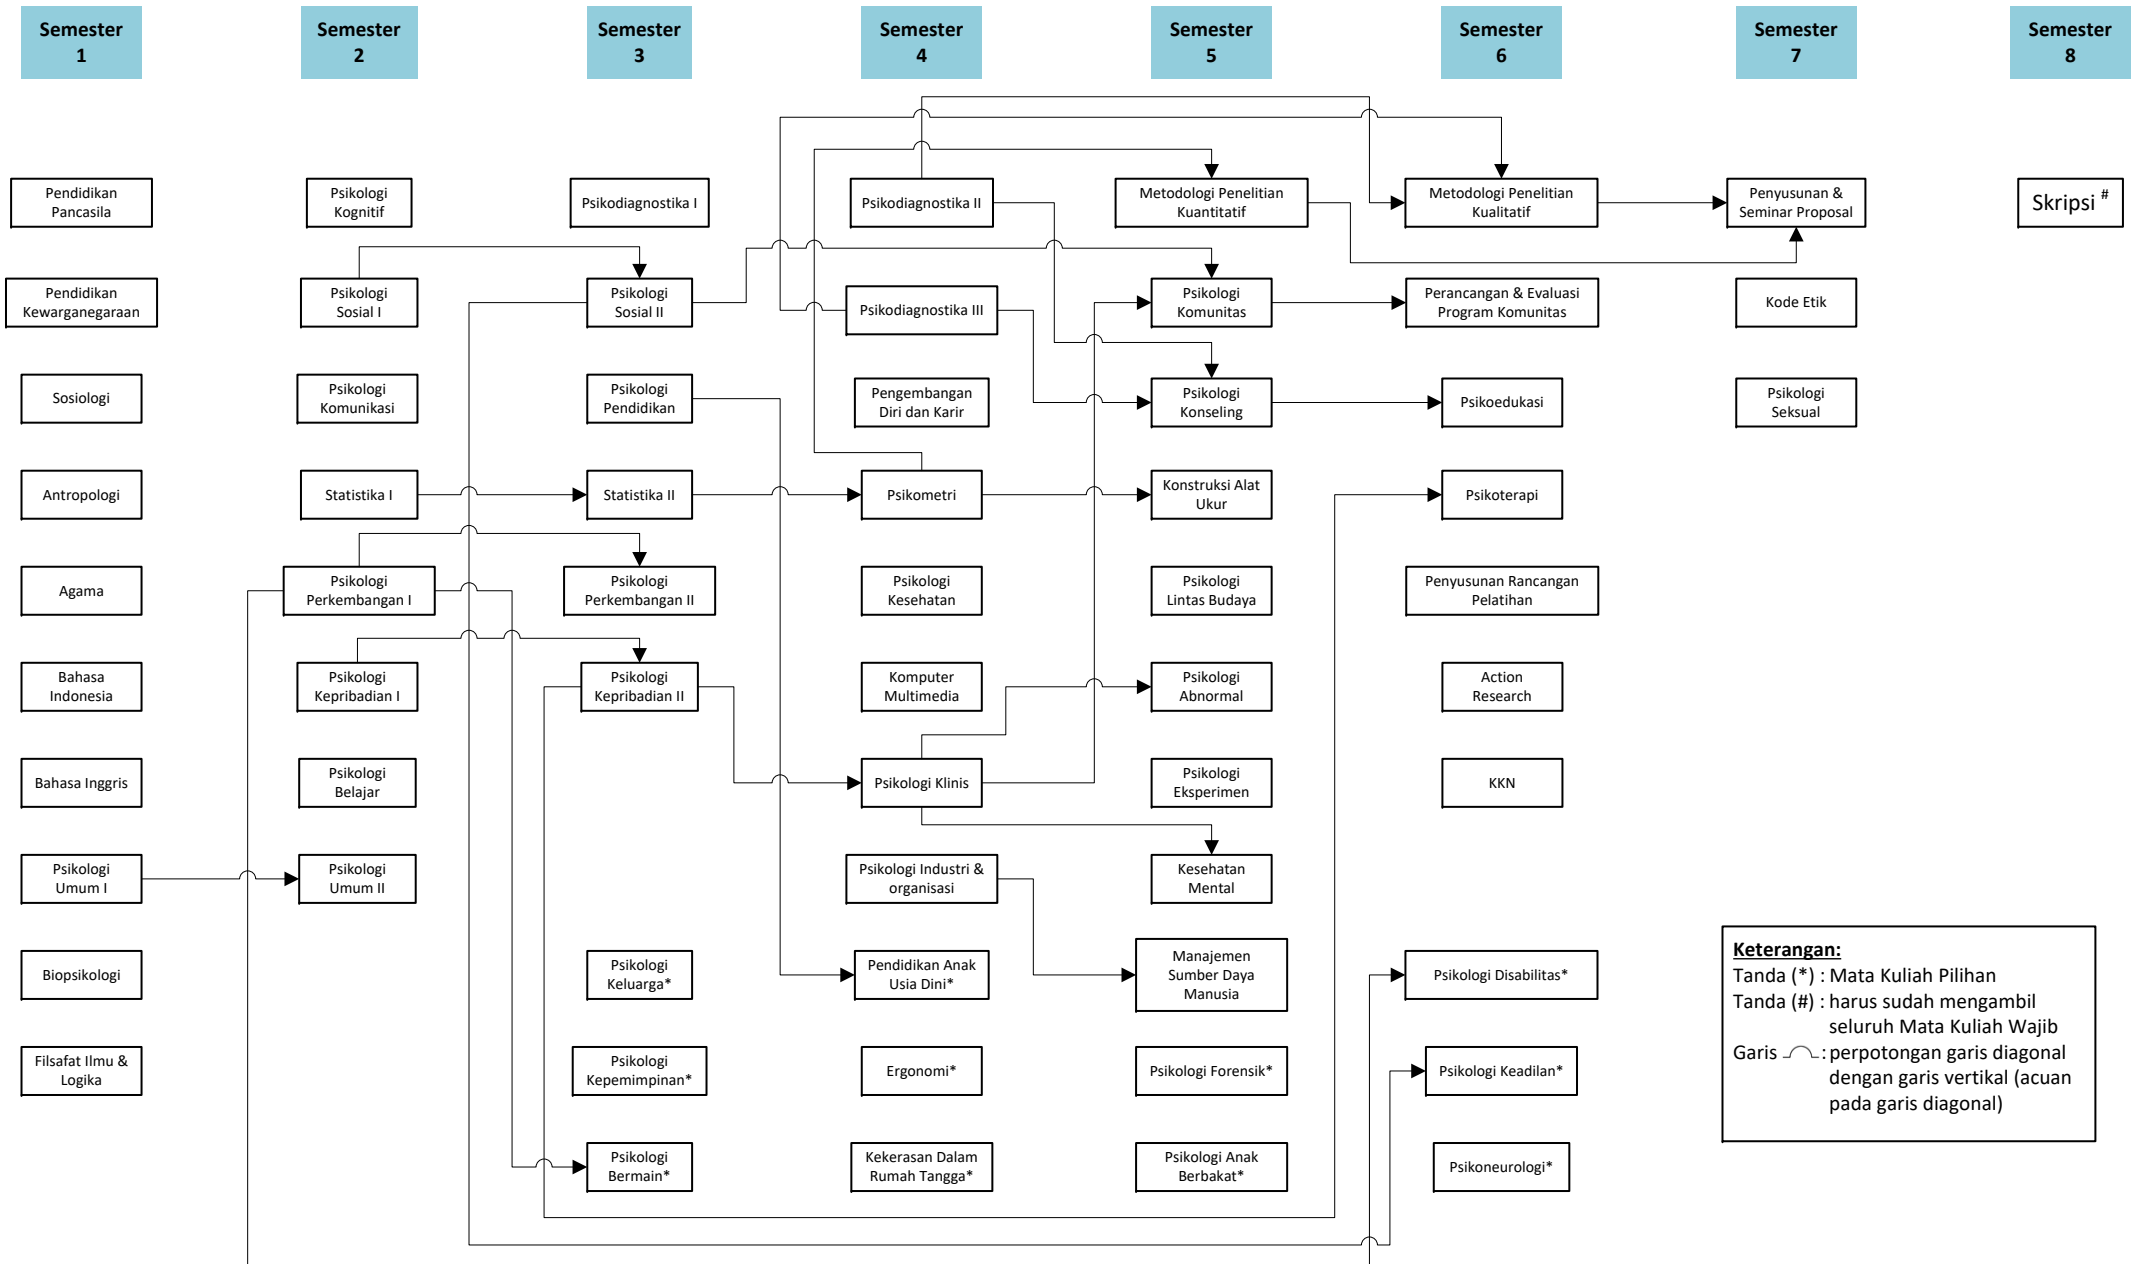 Semester
1
Semester
2
Semester
3
Semester
4
Semester
5
Semester
6
Semester
7
Semester
8
Pendidikan
Pancasila
Psikologi
Kognitif
Psikodiagnostika I
Psikodiagnostika II
Metodologi Penelitian
Kuantitatif
Metodologi Penelitian
Kualitatif
Penyusunan &
Seminar Proposal
Skripsi #
Pendidikan
Kewarganegaraan
Psikologi
Sosial I
Psikologi
Sosial II
Psikodiagnostika III
Psikologi
Komunitas
Perancangan & Evaluasi
Program Komunitas
Kode Etik
Sosiologi
Psikologi
Komunikasi
Psikologi
Pendidikan
Pengembangan
Diri dan Karir
Psikologi
Konseling
Psikoedukasi
Psikologi
Seksual
Antropologi
Statistika I
Statistika II
Psikometri
Konstruksi Alat
Ukur
Psikoterapi
Agama
Psikologi
Perkembangan I
Psikologi
Perkembangan II
Psikologi
Kesehatan
Psikologi
Lintas Budaya
Penyusunan Rancangan
Pelatihan
Bahasa
Indonesia
Psikologi
Kepribadian I
Psikologi
Kepribadian II
Komputer
Multimedia
Psikologi
Abnormal
Action
Research
Bahasa Inggris
Psikologi
Belajar
Psikologi Klinis
Psikologi
Eksperimen
KKN
Psikologi
Umum I
Psikologi
Umum II
Psikologi Industri &
organisasi
Kesehatan
Mental
Biopsikologi
Psikologi
Keluarga*
Pendidikan Anak
Usia Dini*
Manajemen
Sumber Daya
Manusia
Psikologi Disabilitas*
Filsafat Ilmu &
Logika
Psikologi
Kepemimpinan*
Ergonomi*
Psikologi Forensik*
Psikologi Keadilan*
Psikologi
Bermain*
Kekerasan Dalam
Rumah Tangga*
Psikologi Anak
Berbakat*
Psikoneurologi*
Keterangan:
Tanda (*) : Mata Kuliah Pilihan
Tanda (#) : harus sudah mengambil
seluruh Mata Kuliah Wajib
Garis : perpotongan garis diagonal
dengan garis vertikal (acuan
pada garis diagonal)